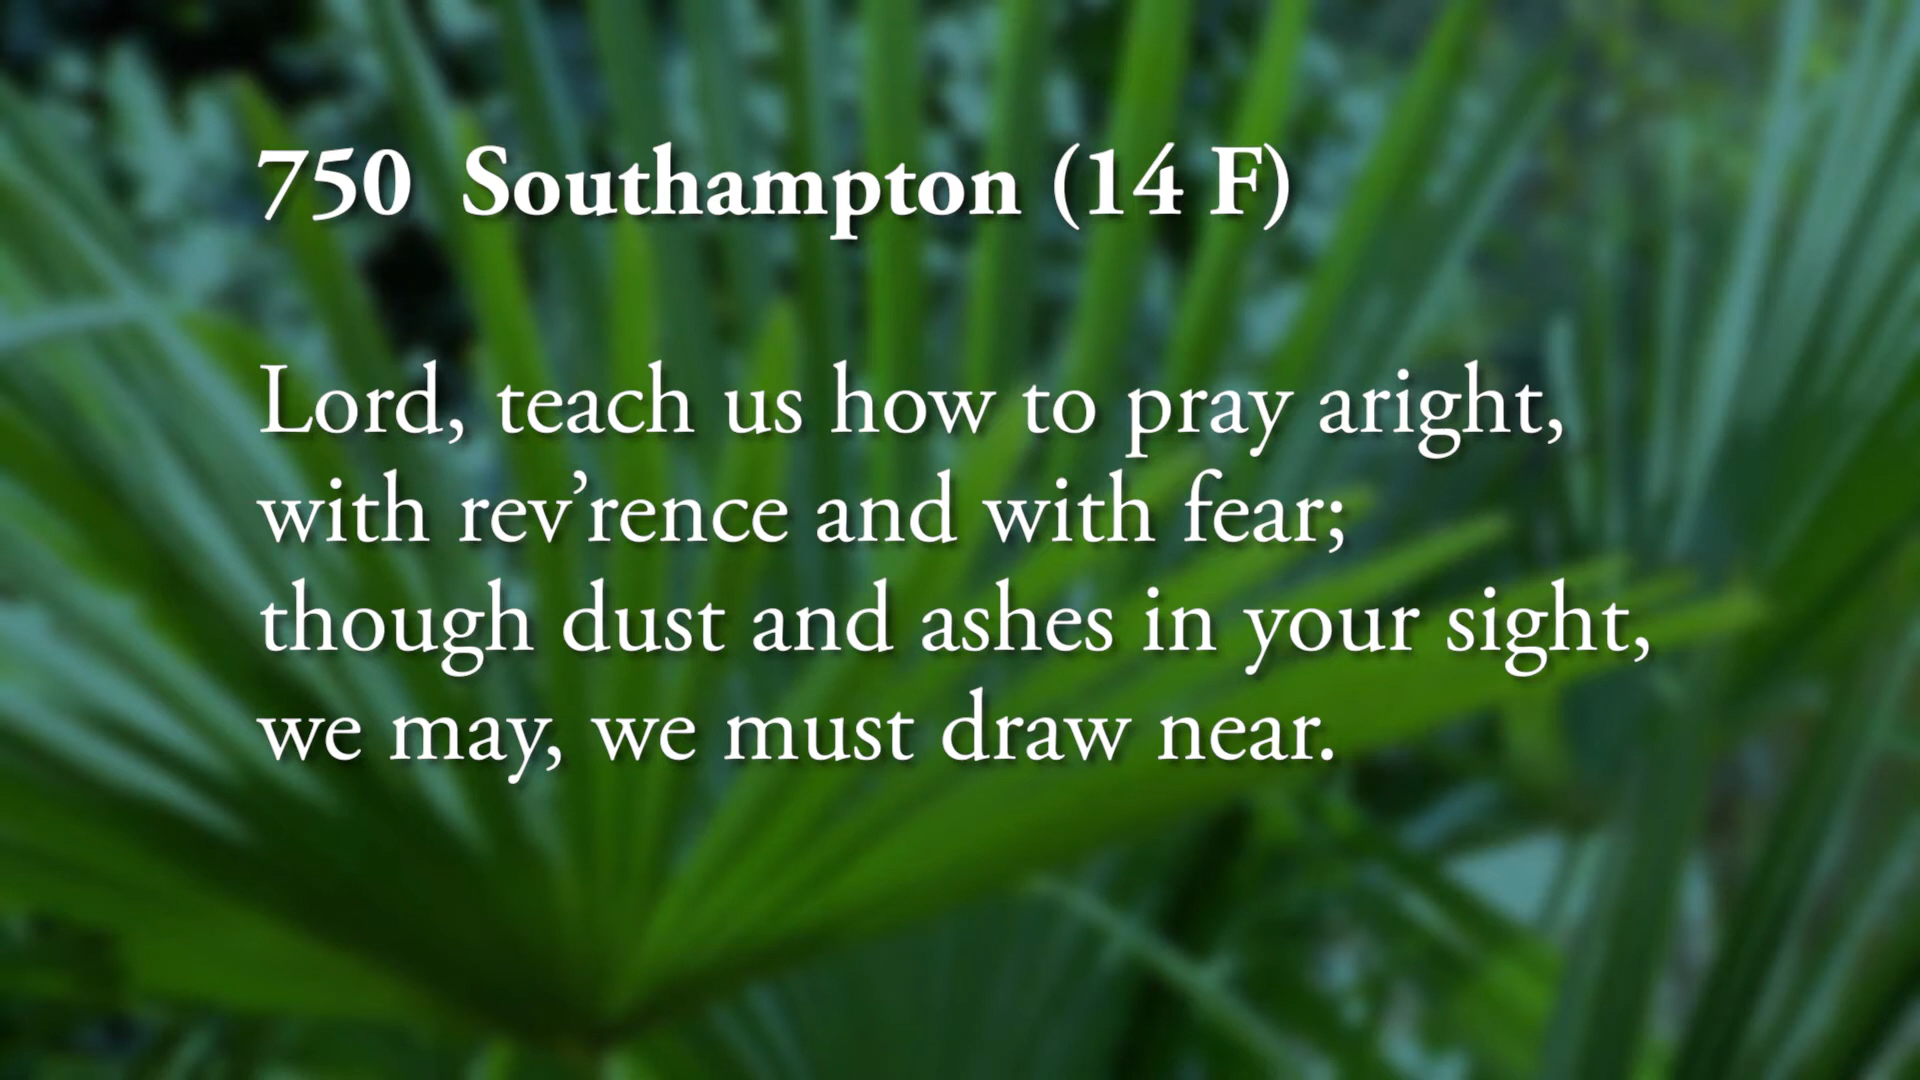 750 Southampton (14 F)
Lord, teach us how to pray aright,
with rev’rence and with fear;
though dust and ashes in your sight,
we may, we must draw near.